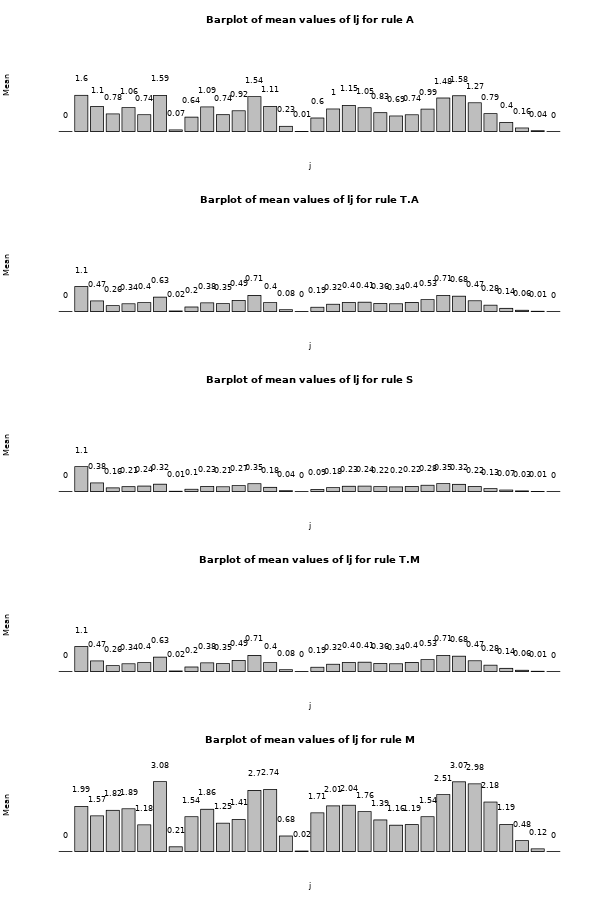 Barplot of mean values of lj for rule A
Mean
0 1.6 1.1 0.78 1.06 0.74 1.59 0.07 0.64 1.09 0.74 0.92 1.54 1.11 0.23 0.01 0.6 1 1.15 1.05 0.83 0.69 0.74 0.99 1.48 1.58 1.27 0.79 0.4 0.16 0.04 0
j
Barplot of mean values of lj for rule T.A
Mean
0 1.1 0.47 0.26 0.34 0.4 0.63 0.02 0.2 0.38 0.35 0.49 0.71 0.4 0.08 0 0.19 0.32 0.4 0.41 0.36 0.34 0.4 0.53 0.71 0.68 0.47 0.28 0.14 0.06 0.01 0
j
Barplot of mean values of lj for rule S
Mean
0 1.1 0.38 0.16 0.21 0.24 0.32 0.01 0.1 0.23 0.21 0.27 0.35 0.18 0.04 0 0.09 0.18 0.23 0.24 0.22 0.2 0.22 0.28 0.35 0.32 0.22 0.13 0.07 0.03 0.01 0
j
Barplot of mean values of lj for rule T.M
Mean
0 1.1 0.47 0.26 0.34 0.4 0.63 0.02 0.2 0.38 0.35 0.49 0.71 0.4 0.08 0 0.19 0.32 0.4 0.41 0.36 0.34 0.4 0.53 0.71 0.68 0.47 0.28 0.14 0.06 0.01 0
j
Barplot of mean values of lj for rule M
Mean
0 1.99 1.57 1.82 1.89 1.18 3.08 0.21 1.54 1.86 1.25 1.41 2.7 2.74 0.68 0.02 1.71 2.01 2.04 1.76 1.39 1.16 1.19 1.54 2.51 3.07 2.98 2.18 1.19 0.48 0.12 0
j